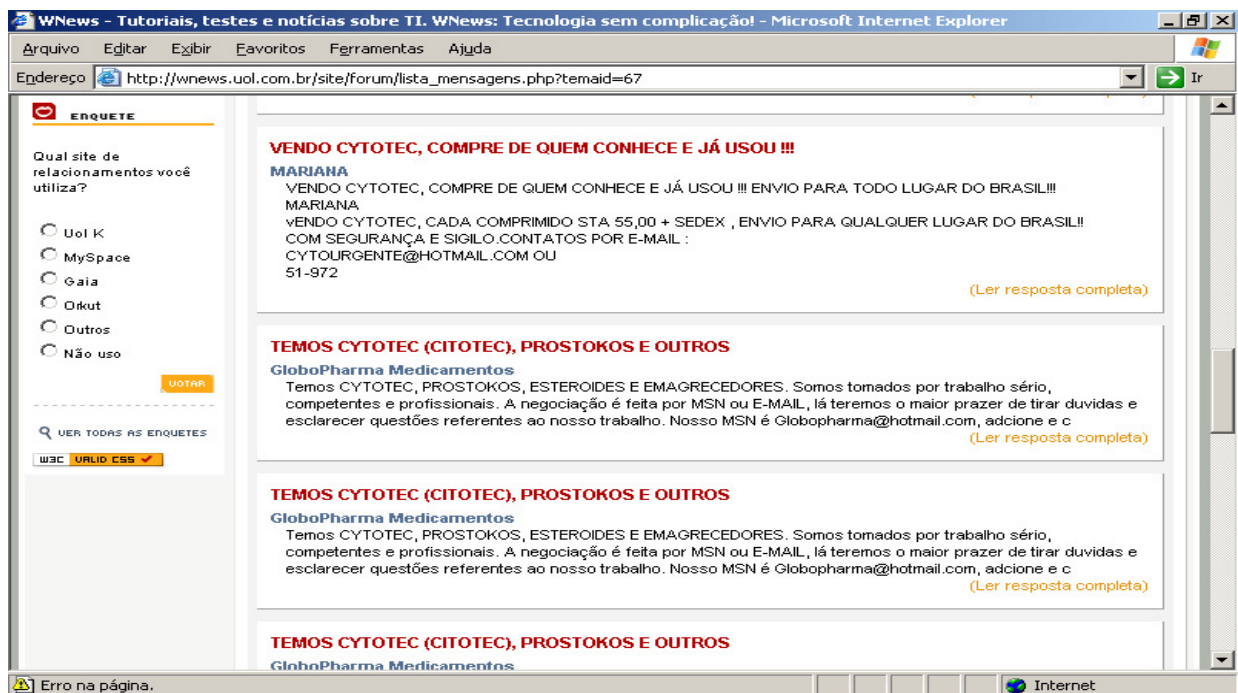 WNews - Tutoriais, testes e notícias sobre TI. WNews: Tecnologia sem complicação! - Microsoft Internet Explorer
Arquivo Editar Exibir Favoritos Ferramentas Ajuda
Endereço http://wnews.uol.com.br/site/forum/lista_mensagens.php?temaid=67 Ir
ENQUETE
Qual site de
relacionamentos você
utiliza?
Uol K
MySpace
Gaia
Orkut
Outros
Não uso
VOTAR
VER TODAS AS ENQUETES
W3C VALID CSS
VENDO CYTOTEC, COMPRE DE QUEM CONHECE E JÁ USOU !!!
MARIANA
VENDO CYTOTEC, COMPRE DE QUEM CONHECE E JÁ USOU !!! ENVIO PARA TODO LUGAR DO BRASIL!!!
MARIANA
vENDO CYTOTEC, CADA COMPRIMIDO STA 55,00 + SEDEX , ENVIO PARA QUALQUER LUGAR DO BRASIL!!
COM SEGURANÇA E SIGILO.CONTATOS POR E-MAIL :
CYTOURGENTE@HOTMAIL.COM OU
51-972
(Ler resposta completa)
TEMOS CYTOTEC (CITOTEC), PROSTOKOS E OUTROS
GloboPharma Medicamentos
Temos CYTOTEC, PROSTOKOS, ESTEROIDES E EMAGRECEDORES. Somos tomados por trabalho sério,
competentes e profissionais. A negociação é feita por MSN ou E-MAIL, lá teremos o maior prazer de tirar duvidas e
esclarecer questões referentes ao nosso trabalho. Nosso MSN é Globopharma@hotmail.com, adcione e c
(Ler resposta completa)
TEMOS CYTOTEC (CITOTEC), PROSTOKOS E OUTROS
GloboPharma Medicamentos
Temos CYTOTEC, PROSTOKOS, ESTEROIDES E EMAGRECEDORES. Somos tomados por trabalho sério,
competentes e profissionais. A negociação é feita por MSN ou E-MAIL, lá teremos o maior prazer de tirar duvidas e
esclarecer questões referentes ao nosso trabalho. Nosso MSN é Globopharma@hotmail.com, adcione e c
(Ler resposta completa)
TEMOS CYTOTEC (CITOTEC), PROSTOKOS E OUTROS
GloboPharma Medicamentos
Erro na página.
Internet